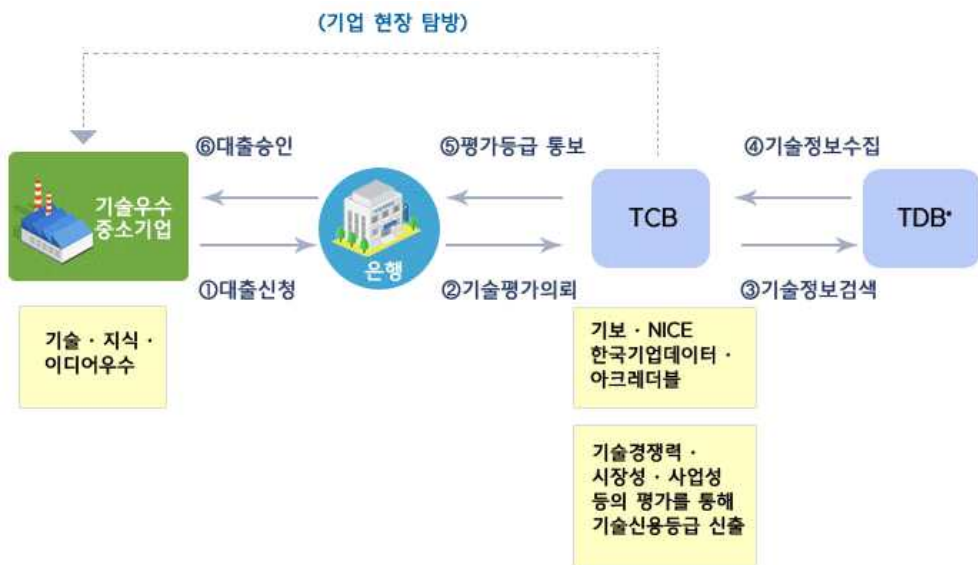 (기업 현장 탐방)
⑥대출승인
⑤평가등급 통보
④기술정보수집
기술우수
중소기업
은행
TCB
TDB*
①대출신청
②기술평가의뢰
③기술정보검색
기술 · 지식 ·
이디어우수
기보 · NICE
한국기업데이터 ·
아크레더블
기술경쟁력 ·
시장성 · 사업성
등의 평가를 통해
기술신용등급 신출